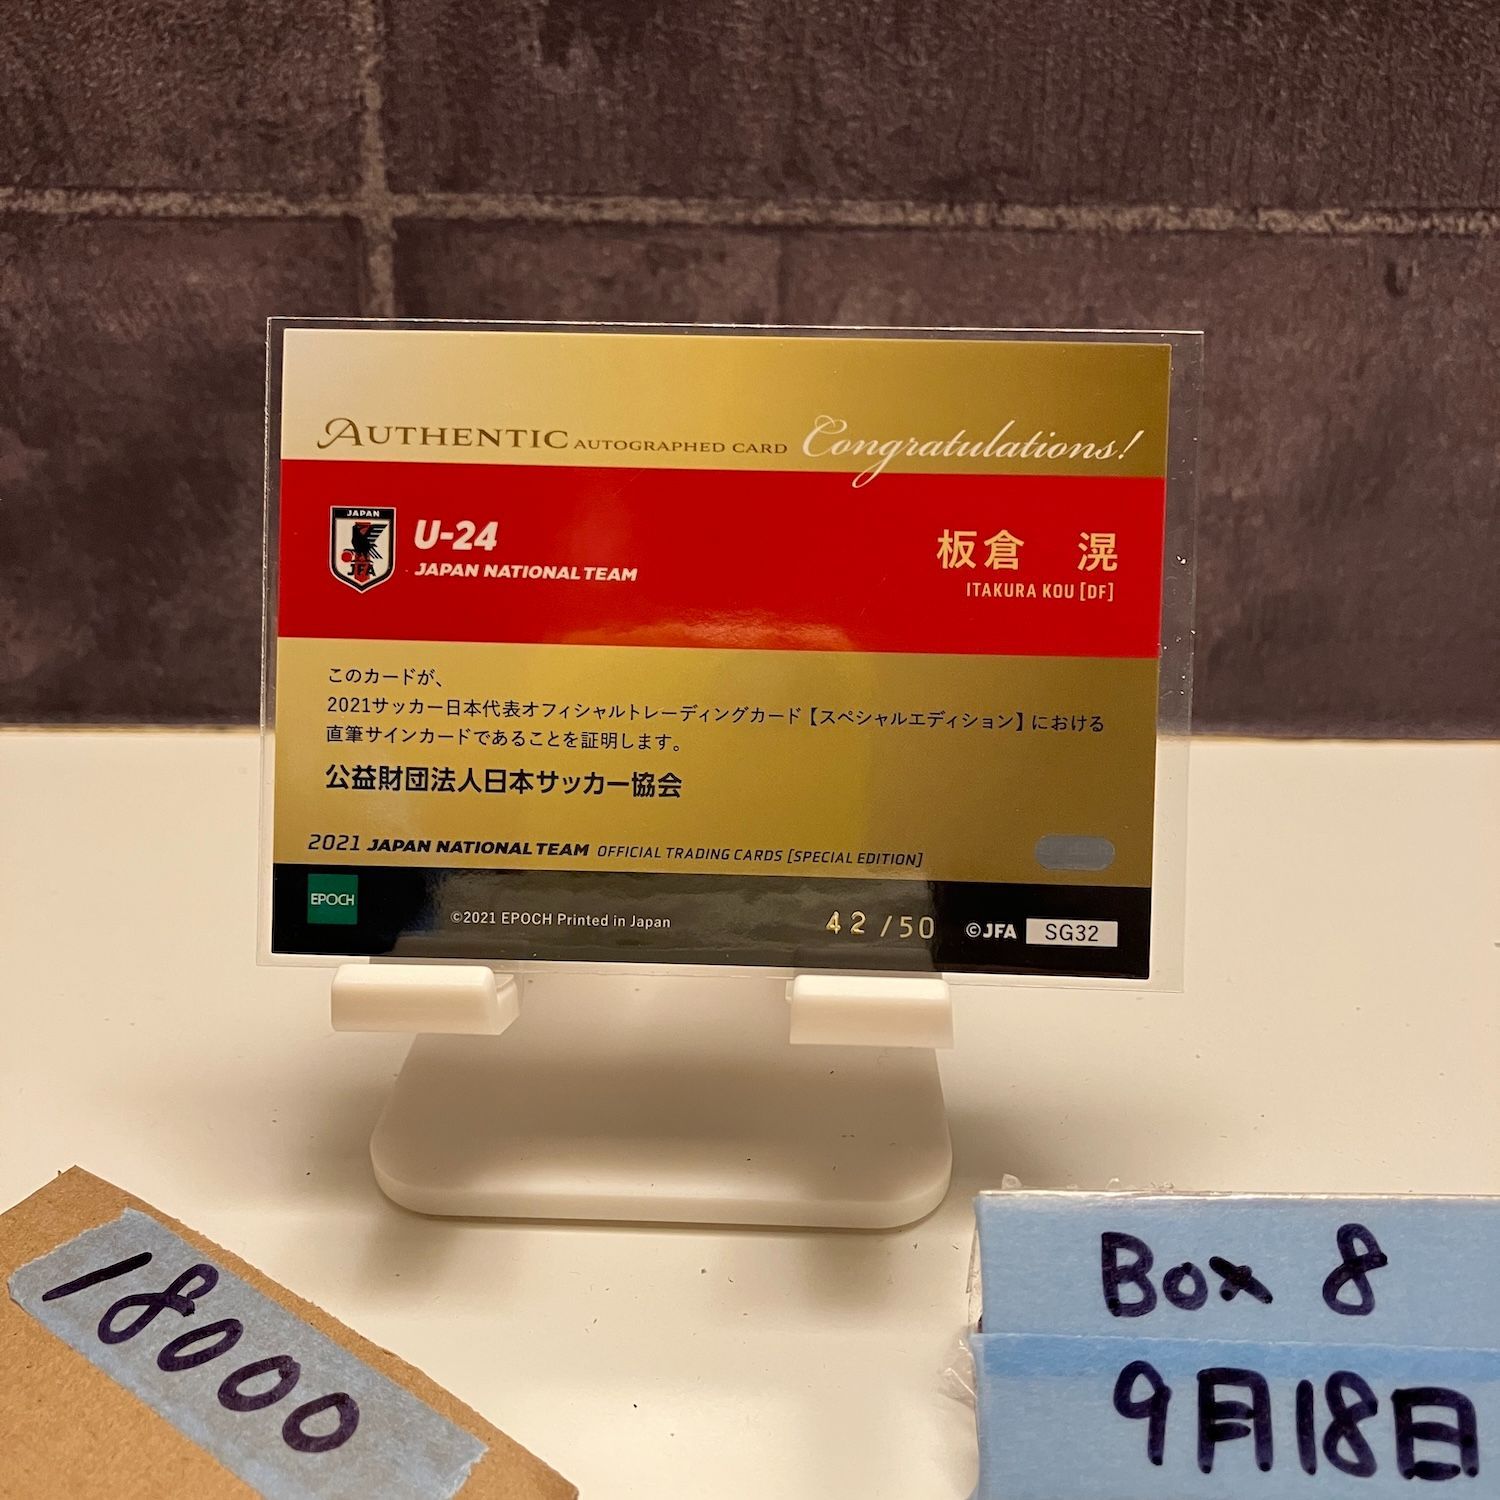 AUTHENTIC AUTOGRAPHED CARD Congratulations!
JAPAN
JFA
U-24
JAPAN NATIONAL TEAM
板倉 滉
ITAKURA KOU [DF]
このカードが、
2021サッカー日本代表オフィシャルトレーディングカード【スペシャルエディション】における
直筆サインカードであることを証明します。
公益財団法人日本サッカー協会
2021 JAPAN NATIONAL TEAM OFFICIAL TRADING CARDS [SPECIAL EDITION]
EPOCH
©2021 EPOCH Printed in Japan
42/50
©JFA
SG32
18000
Box 8
9月18日